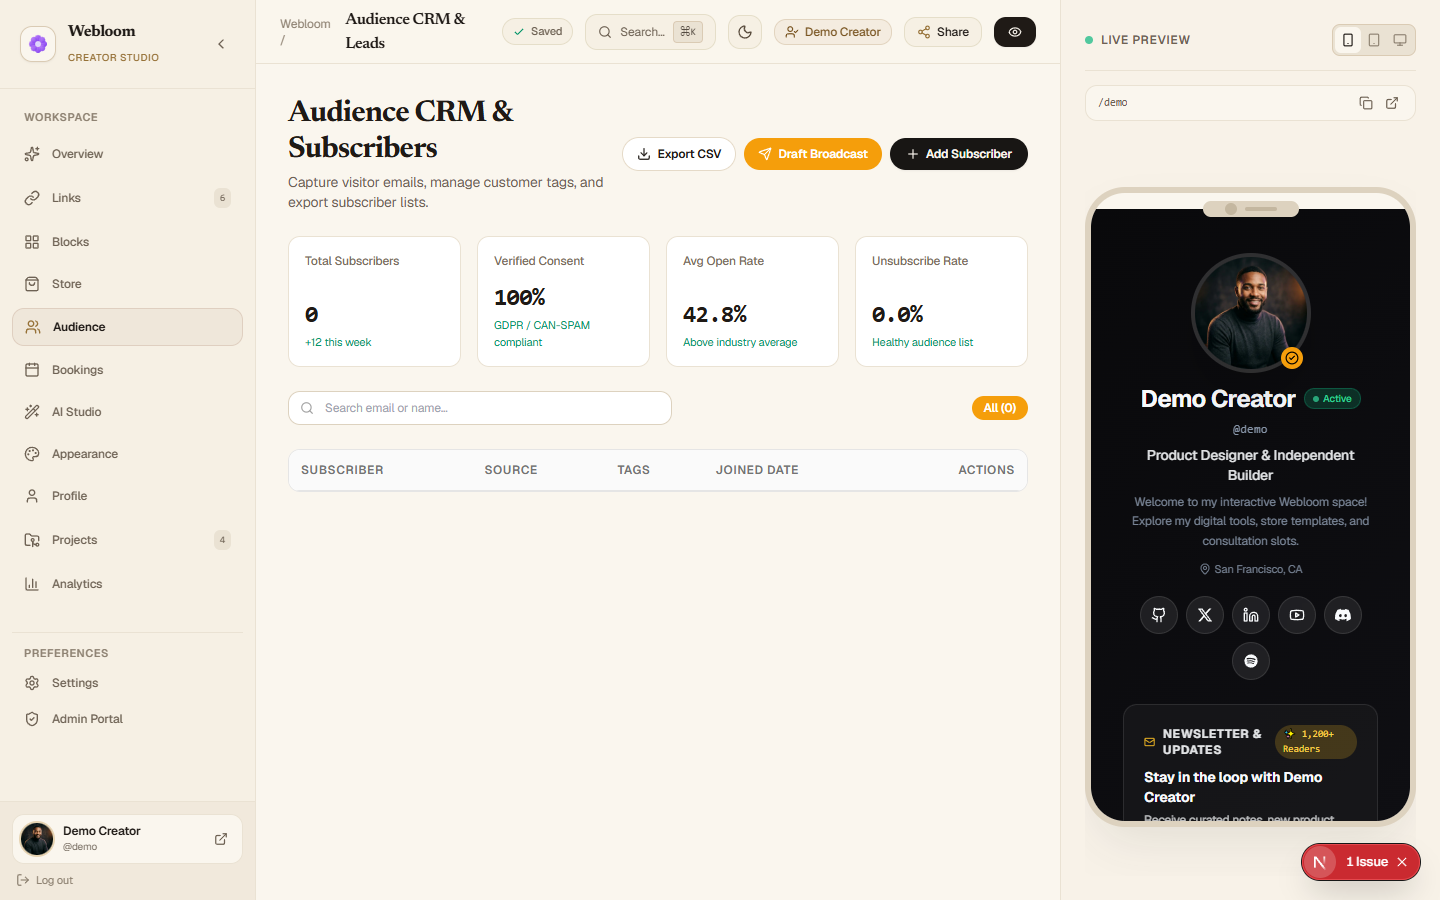 Webloom
CREATOR STUDIO
WORKSPACE
Overview
Links
6
Blocks
Store
Audience
Bookings
AI Studio
Appearance
Profile
Projects
4
Analytics
PREFERENCES
Settings
Admin Portal
Demo Creator
@demo
Log out
Webloom
/
Audience CRM &
Leads
Saved
Search...
⌘K
Demo Creator
Share
Audience CRM &
Subscribers
Capture visitor emails, manage customer tags, and
export subscriber lists.
Export CSV
Draft Broadcast
Add Subscriber
Total Subscribers
0
+12 this week
Verified Consent
100%
GDPR / CAN-SPAM
compliant
Avg Open Rate
42.8%
Above industry average
Unsubscribe Rate
0.0%
Healthy audience list
Search email or name...
All (0)
SUBSCRIBER SOURCE TAGS JOINED DATE ACTIONS
LIVE PREVIEW
/demo
Demo Creator
Active
@demo
Product Designer & Independent
Builder
Welcome to my interactive Webloom space!
Explore my digital tools, store templates, and
consultation slots.
San Francisco, CA
NEWSLETTER &
UPDATES
✨ 1,200+
Readers
Stay in the loop with Demo
Creator
Receive curated notes, new product
1 Issue